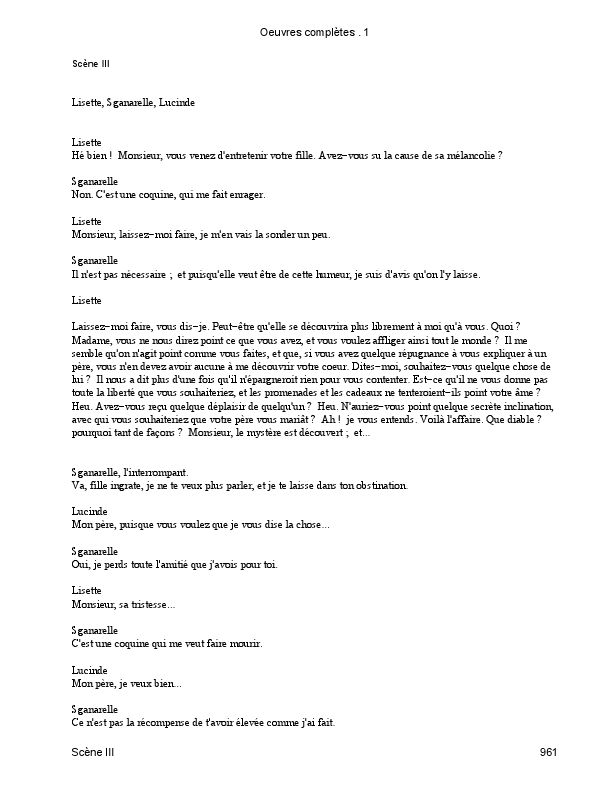 Oeuvres complètes . 1
Scène III
Lisette, Sganarelle, Lucinde
Lisette
Hé bien !  Monsieur, vous venez d'entretenir votre fille. Avez−vous su la cause de sa mélancolie ?
Sganarelle
Non. C'est une coquine, qui me fait enrager.
Lisette
Monsieur, laissez−moi faire, je m'en vais la sonder un peu.
Sganarelle
Il n'est pas nécessaire ;  et puisqu'elle veut être de cette humeur, je suis d'avis qu'on l'y laisse.
Lisette
Laissez−moi faire, vous dis−je. Peut−être qu'elle se découvrira plus librement à moi qu'à vous. Quoi ?
Madame, vous ne nous direz point ce que vous avez, et vous voulez affliger ainsi tout le monde ?  Il me
semble qu'on n'agit point comme vous faites, et que, si vous avez quelque répugnance à vous expliquer à un
père, vous n'en devez avoir aucune à me découvrir votre coeur. Dites−moi, souhaitez−vous quelque chose de
lui ?  Il nous a dit plus d'une fois qu'il n'épargneroit rien pour vous contenter. Est−ce qu'il ne vous donne pas
toute la liberté que vous souhaiteriez, et les promenades et les cadeaux ne tenteroient−ils point votre âme ?
Heu. Avez−vous reçu quelque déplaisir de quelqu'un ?  Heu. N'auriez−vous point quelque secrète inclination,
avec qui vous souhaiteriez que votre père vous mariât ?  Ah !  je vous entends. Voilà l'affaire. Que diable ?
pourquoi tant de façons ?  Monsieur, le mystère est découvert ;  et...
Sganarelle, l'interrompant.
Va, fille ingrate, je ne te veux plus parler, et je te laisse dans ton obstination.
Lucinde
Mon père, puisque vous voulez que je vous dise la chose...
Sganarelle
Oui, je perds toute l'amitié que j'avois pour toi.
Lisette
Monsieur, sa tristesse...
Sganarelle
C'est une coquine qui me veut faire mourir.
Lucinde
Mon père, je veux bien...
Sganarelle
Ce n'est pas la récompense de t'avoir élevée comme j'ai fait.
Scène III 961